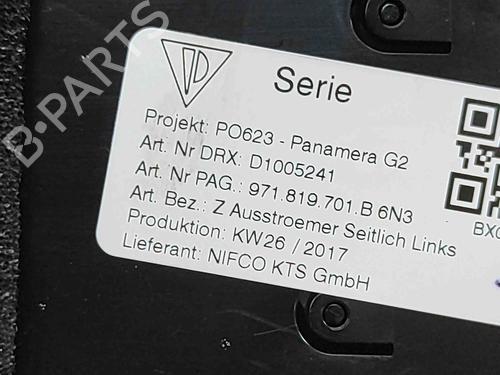 B-PARTS
Serie
Projekt: PO623 - Panamera G2
Art. Nr DRX: D1005241
Art. Nr PAG.: 971.819.701.B 6N3
Art. Bez.: Z Ausstroemer Seitlich Links
Produktion: KW26 / 2017
Lieferant: NIFCO KTS GmbH